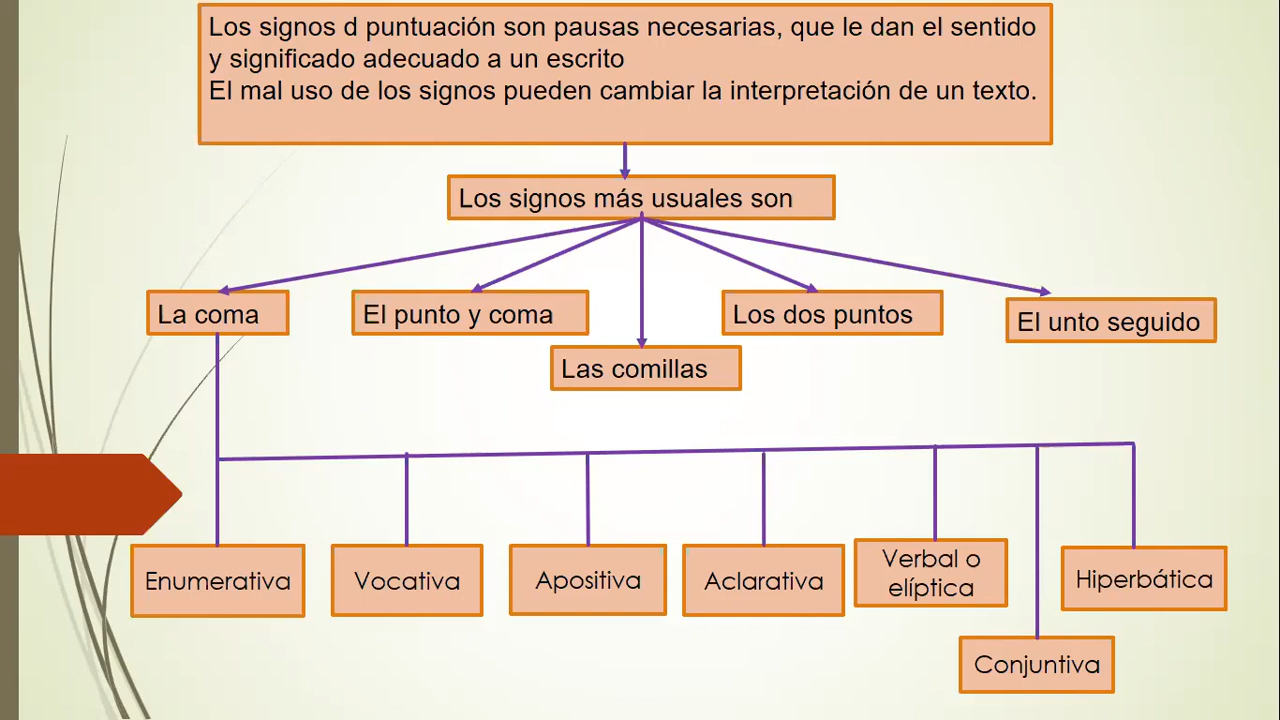 Los signos d puntuación son pausas necesarias, que le dan el sentido
y significado adecuado a un escrito
El mal uso de los signos pueden cambiar la interpretación de un texto.
Los signos más usuales son
La coma
El punto y coma
Los dos puntos
El unto seguido
Las comillas
Enumerativa
Vocativa
Apositiva
Aclarativa
Verbal o
elíptica
Hiperbática
Conjuntiva